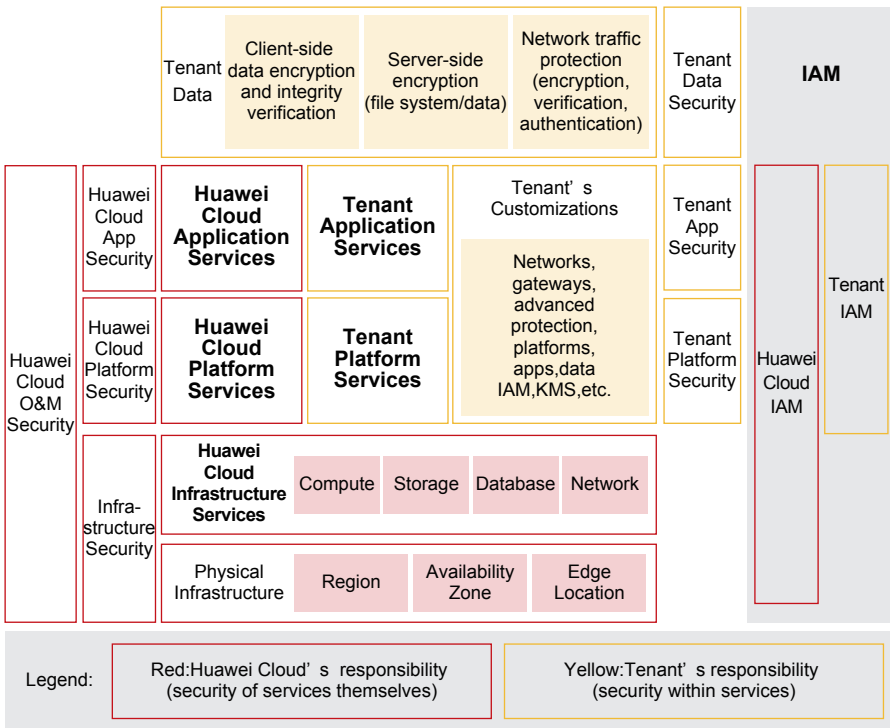 Tenant
Data
Client-side
data encryption
and integrity
verification
Server-side
encryption
(file system/data)
Network traffic
protection
(encryption,
verification,
authentication)
Tenant
Data
Security
IAM
Huawei
Cloud
O&M
Security
Huawei
Cloud
App
Security
Huawei
Cloud
Application
Services
Tenant
Application
Services
Tenant’s
Customizations
Networks,
gateways,
advanced
protection,
platforms,
apps,data
IAM,KMS,etc.
Tenant
App
Security
Huawei
Cloud
IAM
Tenant
IAM
Huawei
Cloud
Platform
Security
Huawei
Cloud
Platform
Services
Tenant
Platform
Services
Tenant
Platform
Security
Infra-
structure
Security
Huawei
Cloud
Infrastructure
Services
Compute
Storage
Database
Network
Physical
Infrastructure
Region
Availability
Zone
Edge
Location
Legend:
Red:Huawei Cloud’s responsibility
(security of services themselves)
Yellow:Tenant’s responsibility
(security within services)